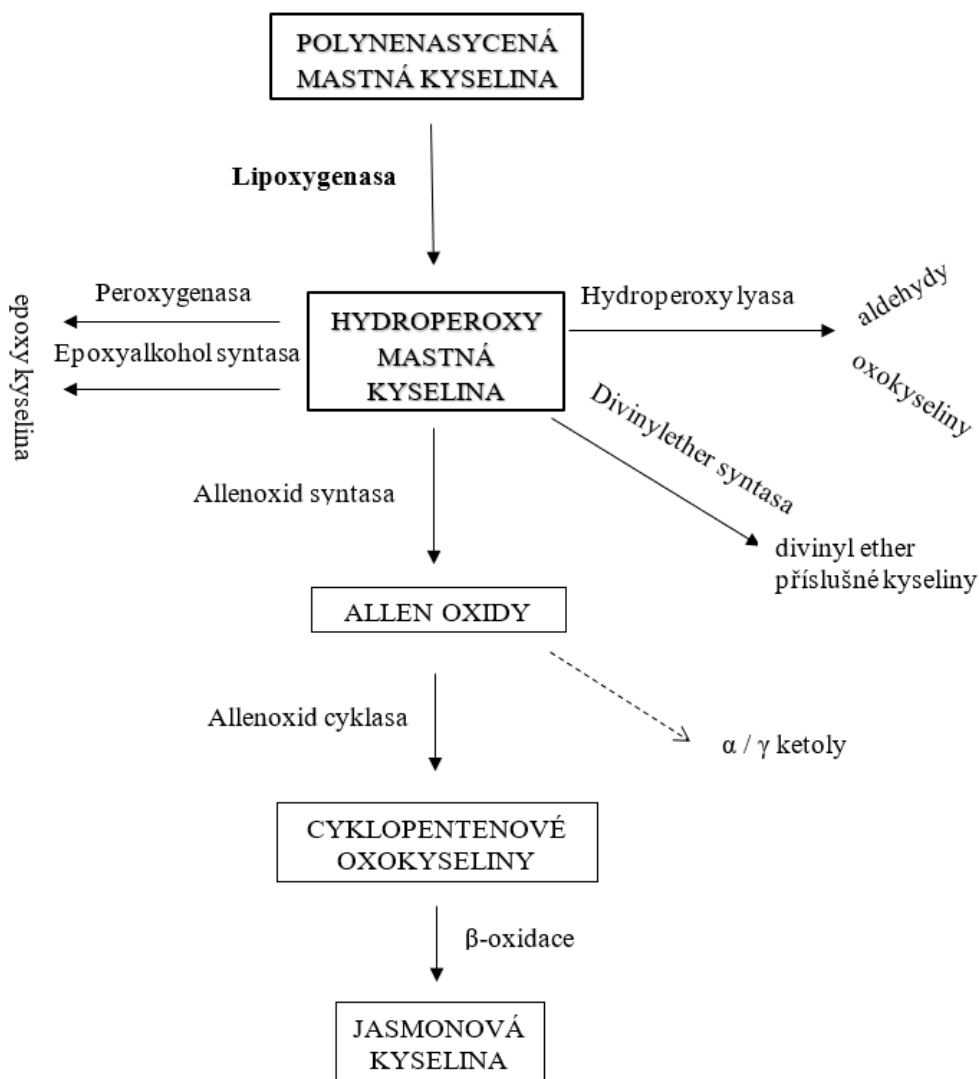 POLYNENASYCENÁ
MASTNÁ KYSELINA
Lipoxygenasa
Peroxygenasa
Epoxyalkohol syntasa
epoxy kyselina
HYDROPEROXY
MASTNÁ
KYSELINA
Hydroperoxy lyasa
aldehydy
oxokyseliny
Divinylether syntasa
divinyl ether
příslušné kyseliny
Allenoxid syntasa
ALLEN OXIDY
Allenoxid cyklasa
α / γ ketoly
CYKLOPENTENOVÉ
OXOKYSELINY
β-oxidace
JASMONOVÁ
KYSELINA